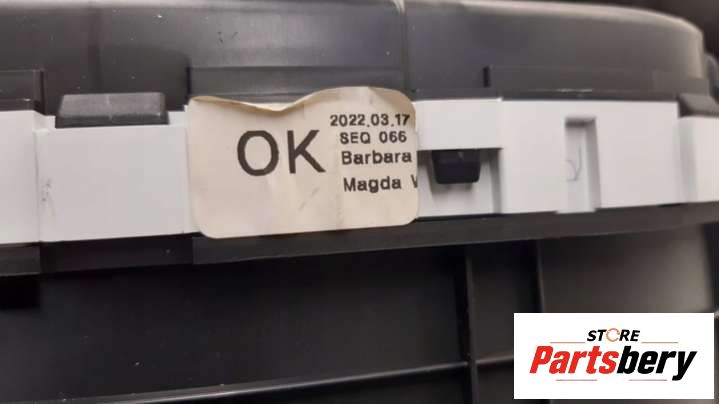 OK
2022.03.17
SEQ 066
Barbara
Magda
STORE
Partsbery